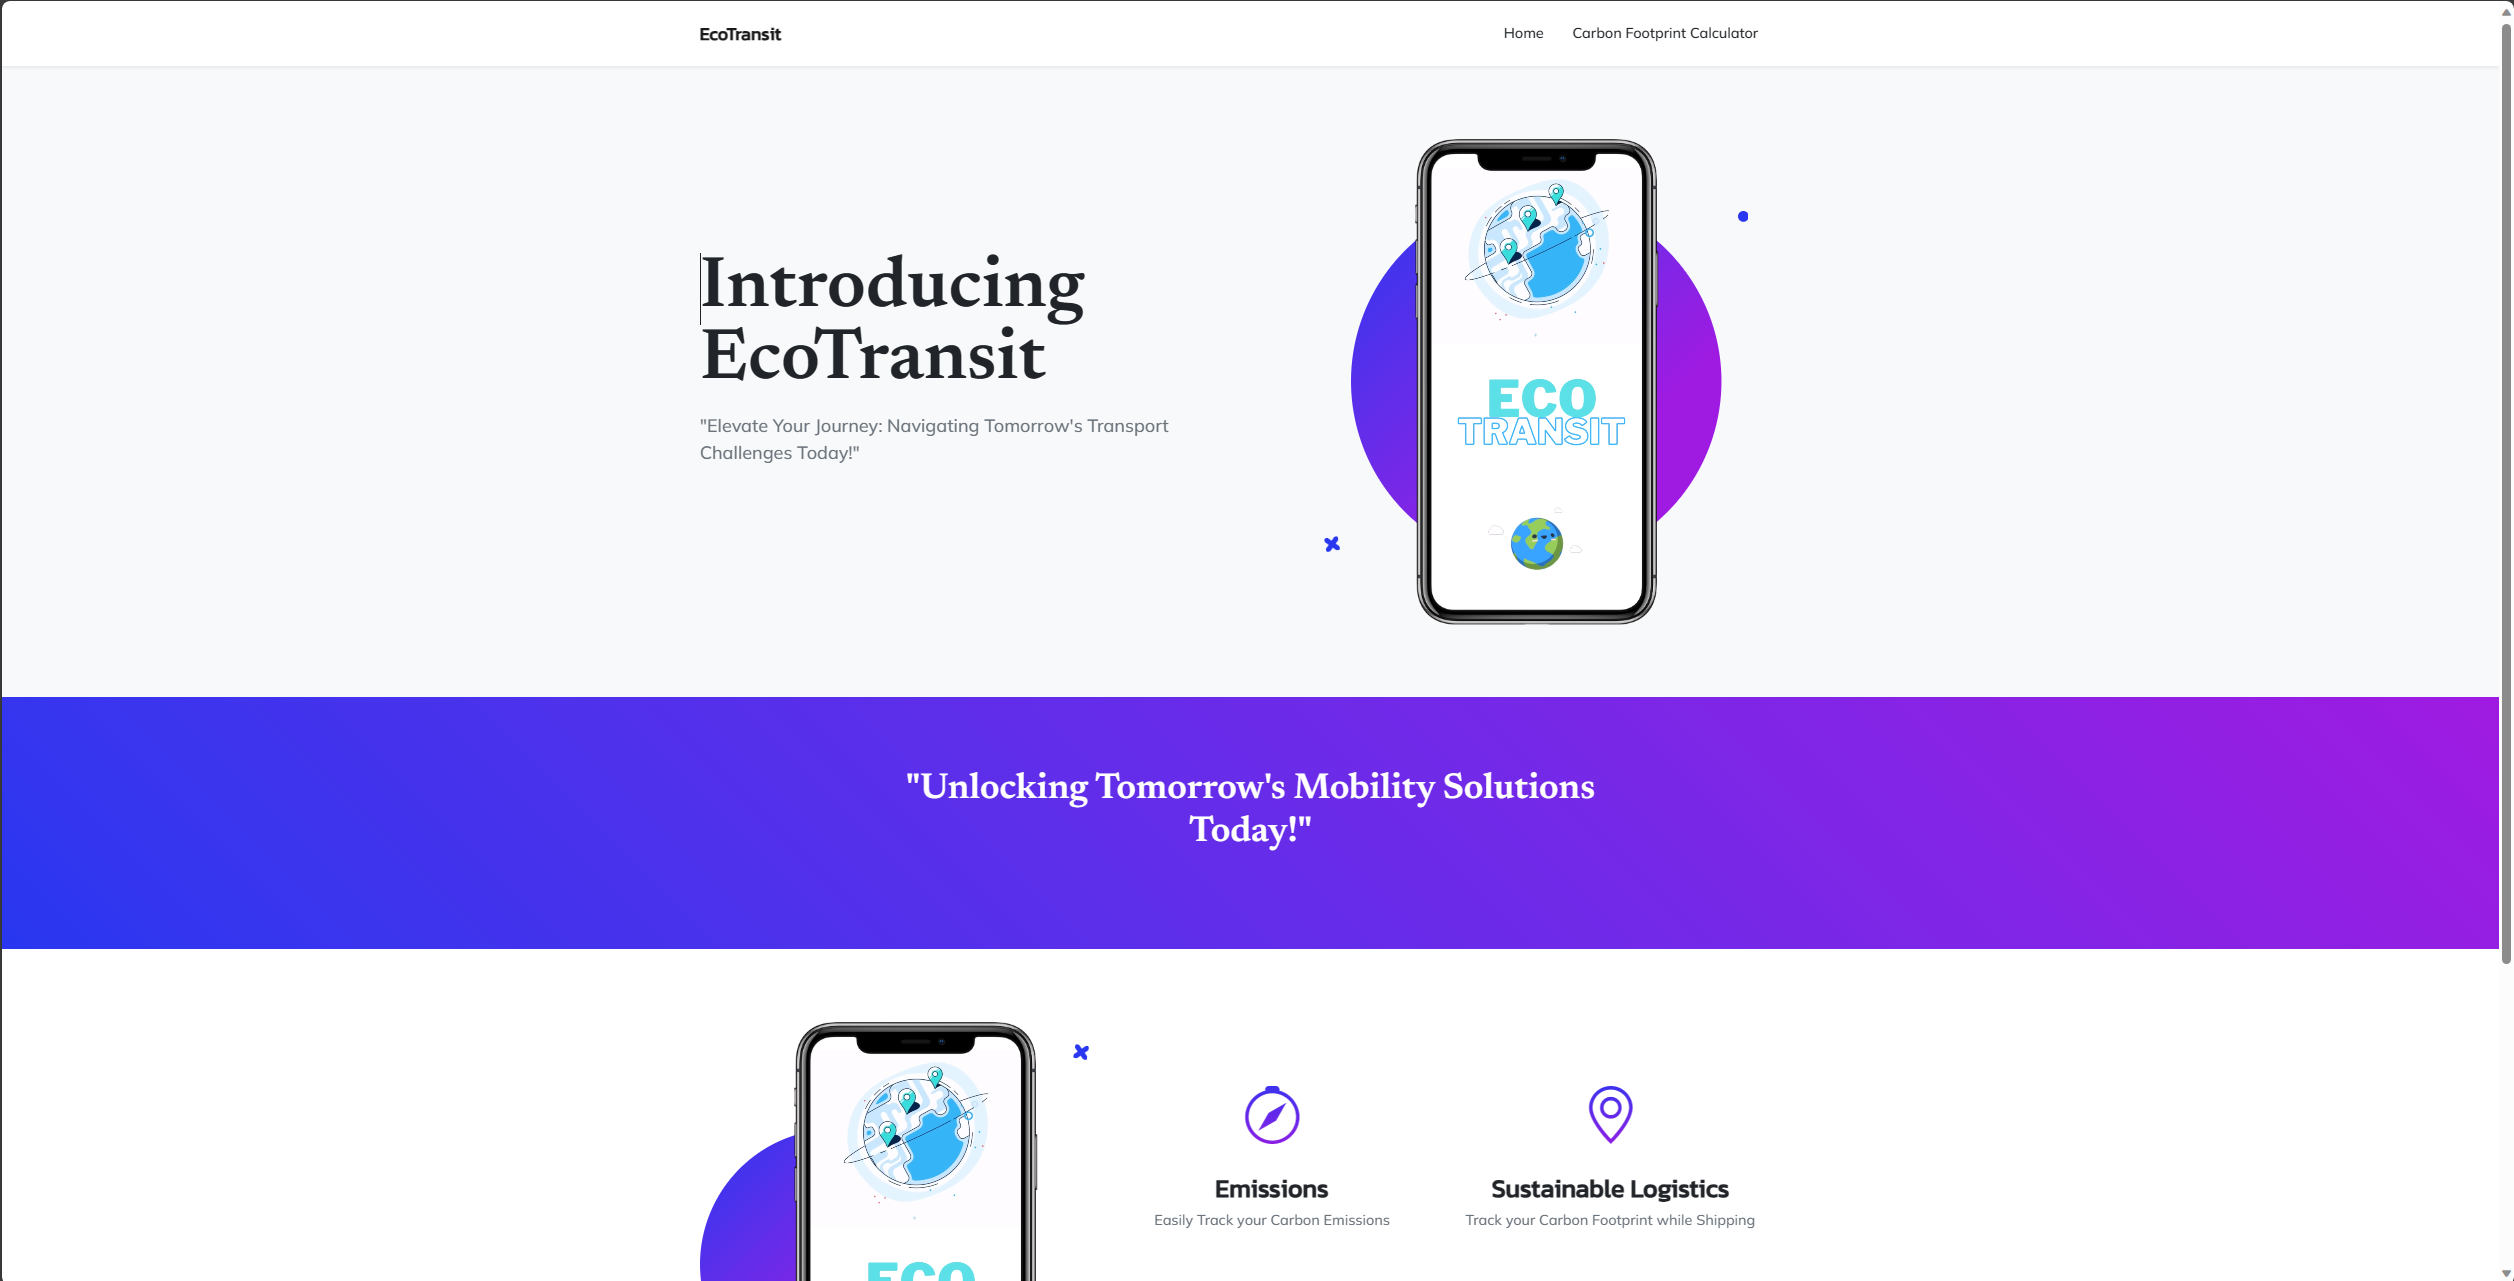 EcoTransit
Home
Carbon Footprint Calculator
Introducing
EcoTransit
"Elevate Your Journey: Navigating Tomorrow's Transport
Challenges Today!"
ECO
TRANSIT
"Unlocking Tomorrow's Mobility Solutions
Today!"
ECO
Emissions
Easily Track your Carbon Emissions
Sustainable Logistics
Track your Carbon Footprint while Shipping